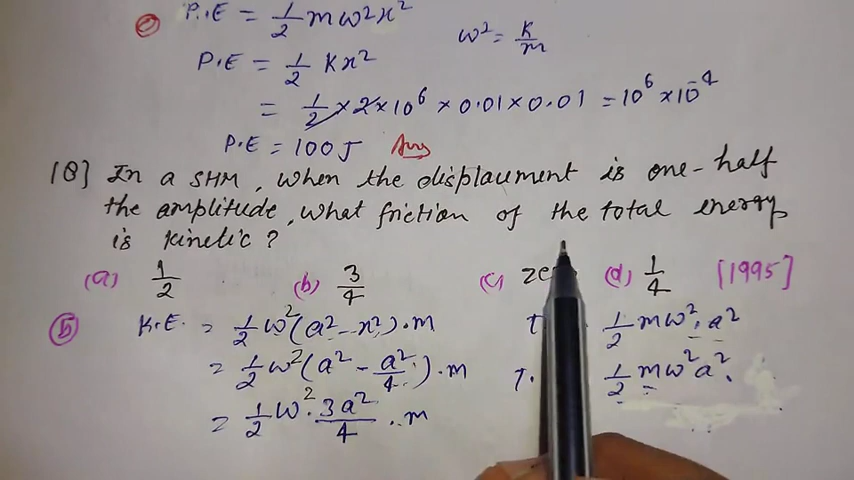 P.E = 1/2 mω²x²
ω² = K/m
P.E = 1/2 Kx²
= 1/2 × 2 × 10⁶ × 0.01 × 0.01 = 10⁶ × 10⁻⁴
P.E = 100J Ans
18] In a SHM, when the displaument is one-half
the amplitude, what friction of the total energy
is kinetic?
(a) 1/2 (b) 3/4 (c) (d) 1/4 [1995]
(b) K.E. = 1/2 ω²(a² - x²).m 1/2 mω².a²
= 1/2 ω²(a² - a²/4).m 1/2 mω²a².
= 1/2 ω².3a²/4 .m